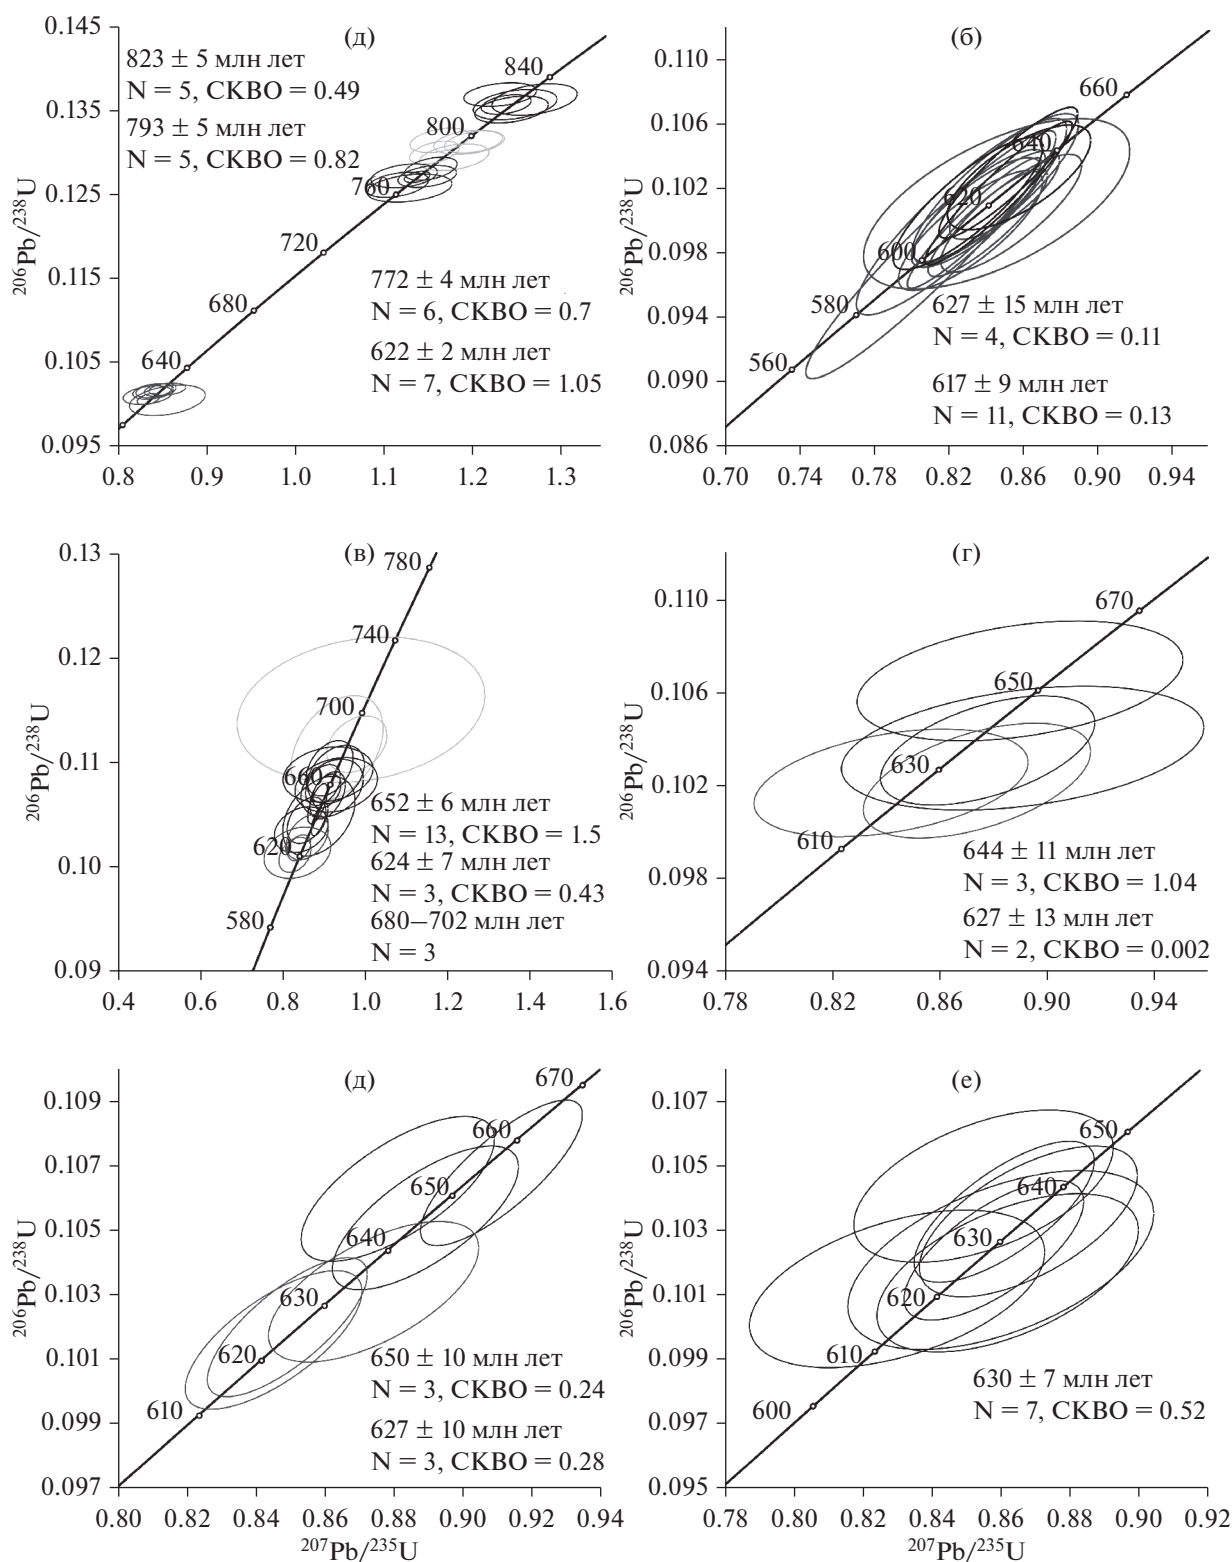 (д)
823 ± 5 млн лет
N = 5, СКВО = 0.49
793 ± 5 млн лет
N = 5, СКВО = 0.82
772 ± 4 млн лет
N = 6, СКВО = 0.7
622 ± 2 млн лет
N = 7, СКВО = 1.05
840
800
760
720
680
640
0.145
0.135
0.125
0.115
0.105
0.095
²⁰⁶Pb/²³⁸U
0.8 0.9 1.0 1.1 1.2 1.3
(б)
660
640
620
600
580
560
627 ± 15 млн лет
N = 4, СКВО = 0.11
617 ± 9 млн лет
N = 11, СКВО = 0.13
0.110
0.106
0.102
0.098
0.094
0.090
0.086
²⁰⁶Pb/²³⁸U
0.70 0.74 0.78 0.82 0.86 0.90 0.94
(в)
780
740
700
660
620
580
652 ± 6 млн лет
N = 13, СКВО = 1.5
624 ± 7 млн лет
N = 3, СКВО = 0.43
680–702 млн лет
N = 3
0.13
0.12
0.11
0.10
0.09
²⁰⁶Pb/²³⁸U
0.4 0.6 0.8 1.0 1.2 1.4 1.6
(г)
670
650
630
610
644 ± 11 млн лет
N = 3, СКВО = 1.04
627 ± 13 млн лет
N = 2, СКВО = 0.002
0.110
0.106
0.102
0.098
0.094
²⁰⁶Pb/²³⁸U
0.78 0.82 0.86 0.90 0.94
(д)
670
660
650
640
630
620
610
650 ± 10 млн лет
N = 3, СКВО = 0.24
627 ± 10 млн лет
N = 3, СКВО = 0.28
0.109
0.107
0.105
0.103
0.101
0.099
0.097
²⁰⁶Pb/²³⁸U
0.80 0.82 0.84 0.86 0.88 0.90 0.92 0.94
²⁰⁷Pb/²³⁵U
(е)
650
640
630
620
610
600
630 ± 7 млн лет
N = 7, СКВО = 0.52
0.107
0.105
0.103
0.101
0.099
0.097
0.095
²⁰⁶Pb/²³⁸U
0.78 0.80 0.82 0.84 0.86 0.88 0.90 0.92
²⁰⁷Pb/²³⁵U